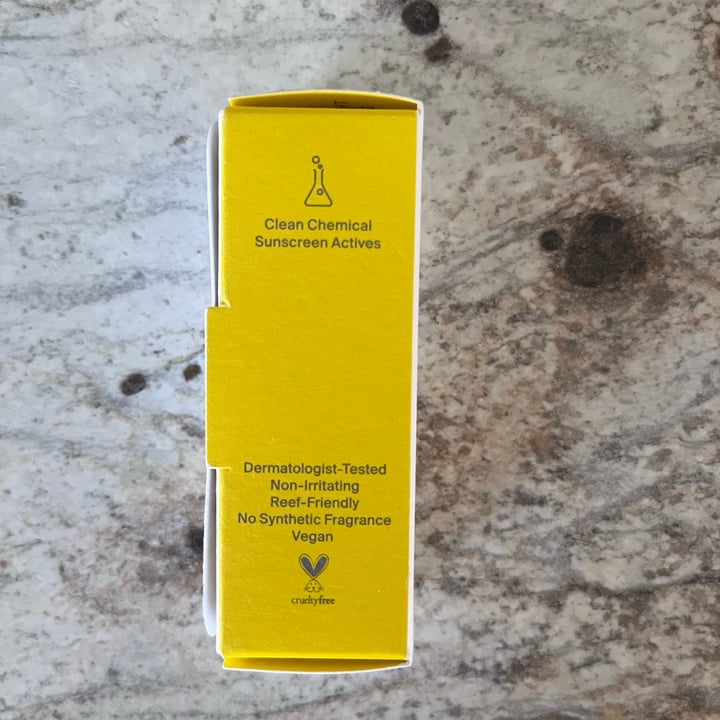 Clean Chemical
Sunscreen Actives
Dermatologist-Tested
Non-Irritating
Reef-Friendly
No Synthetic Fragrance
Vegan
crueltyfree